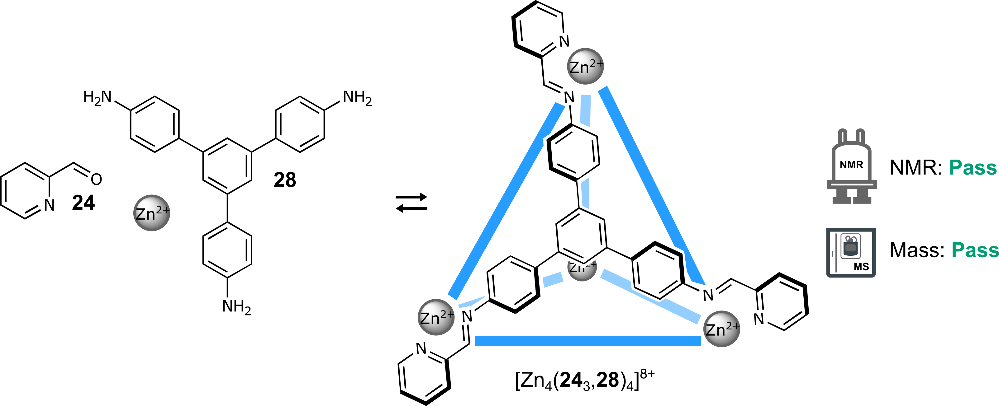 H2N
NH2
28
O
24
N
Zn2+
NH2
N
Zn2+
N
Zn2+
Zn2+
N
N
Zn2+
N
N
[Zn4(243,28)4]8+
NMR
NMR: Pass
MS
Mass: Pass